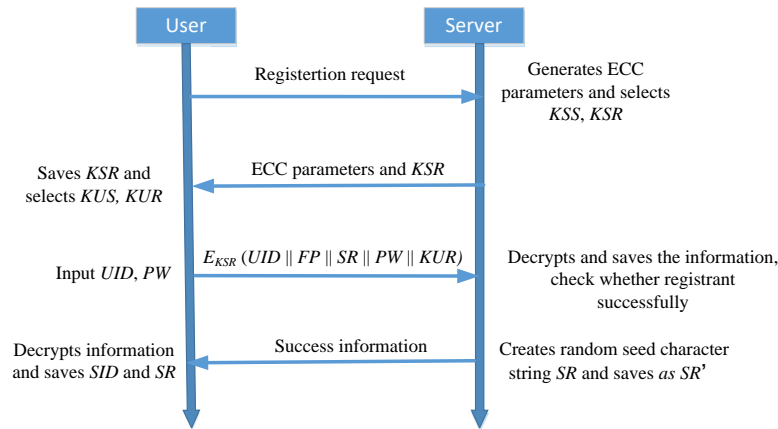 User
Server
Registertion request
Generates ECC
parameters and selects
KSS, KSR
Saves KSR and
selects KUS, KUR
ECC parameters and KSR
Input UID, PW
E_KSR (UID || FP || SR || PW || KUR)
Decrypts and saves the information,
check whether registrant
successfully
Decrypts information
and saves SID and SR
Success information
Creates random seed character
string SR and saves as SR’